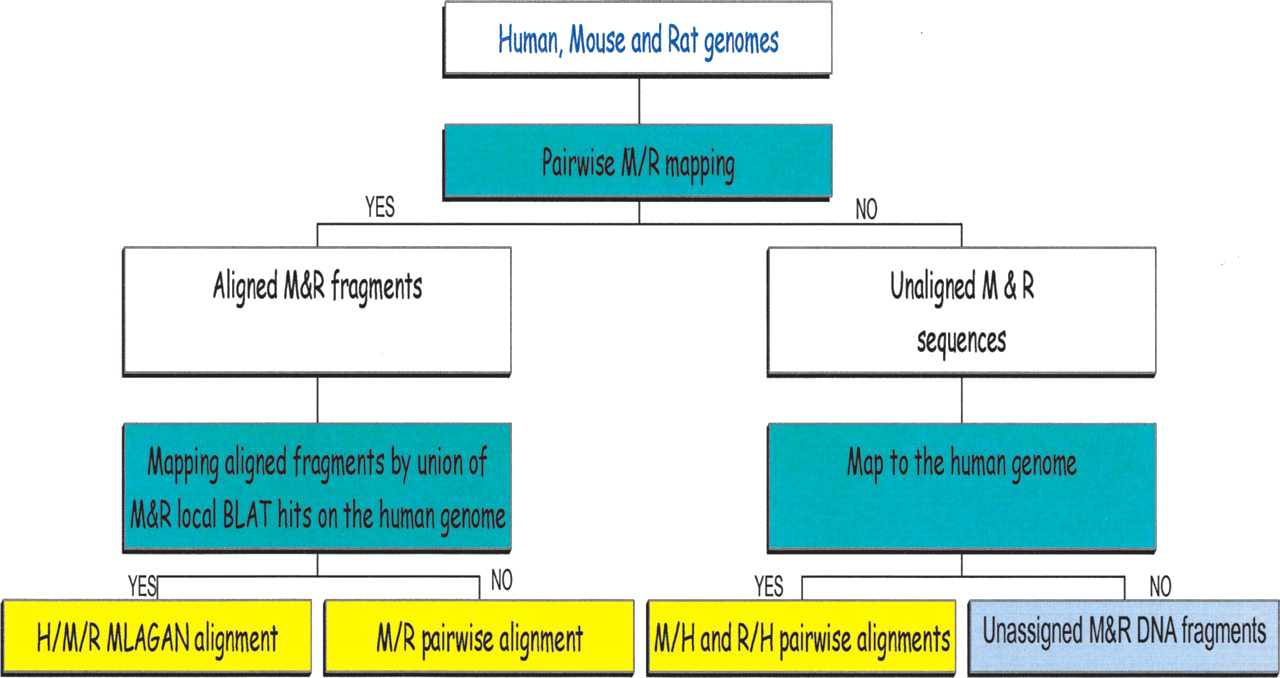 Human, Mouse and Rat genomes
Pairwise M/R mapping
YES
NO
Aligned M&R fragments
Unaligned M & R
sequences
Mapping aligned fragments by union of
M&R local BLAT hits on the human genome
Map to the human genome
YES
NO
YES
NO
H/M/R MLAGAN alignment
M/R pairwise alignment
M/H and R/H pairwise alignments
Unassigned M&R DNA fragments